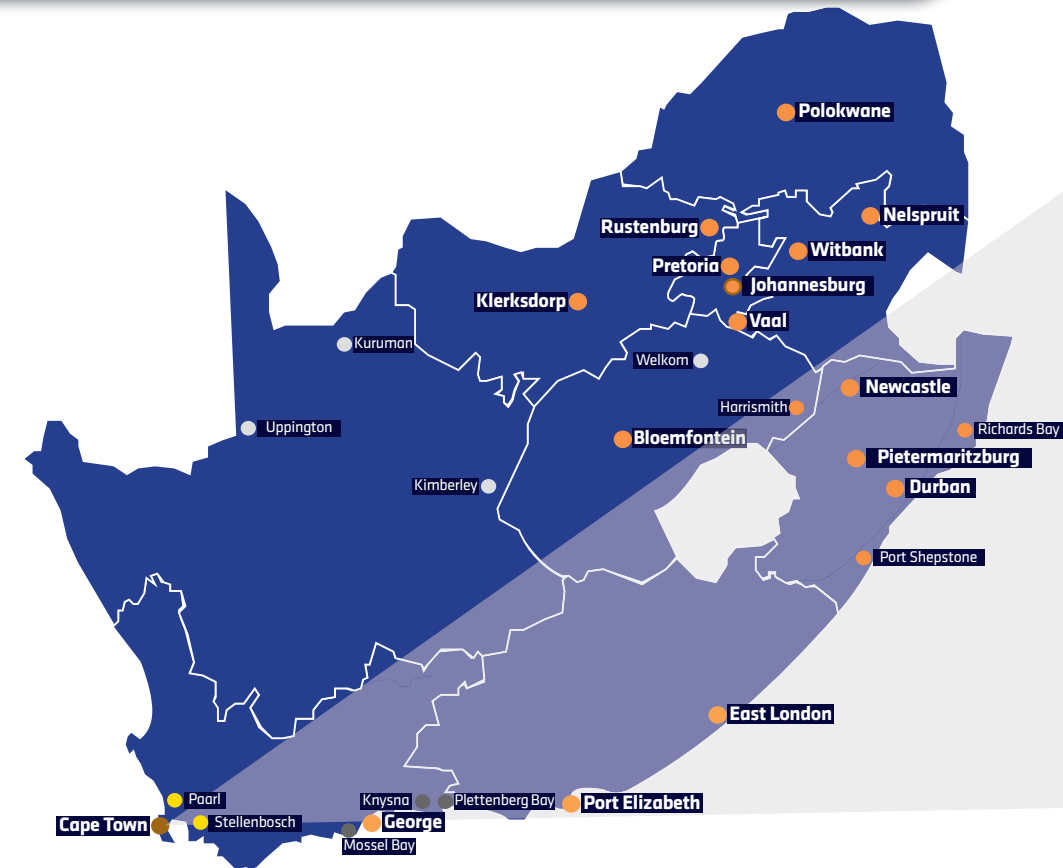 Polokwane
Nelspruit
Rustenburg
Witbank
Pretoria
Johannesburg
Klerksdorp
Vaal
Kuruman
Welkom
Newcastle
Harrismith
Uppington
Richards Bay
Bloemfontein
Pietermaritzburg
Kimberley
Durban
Port Shepstone
East London
Paarl
Knysna
Plettenberg Bay
Port Elizabeth
Cape Town
Stellenbosch
George
Mossel Bay